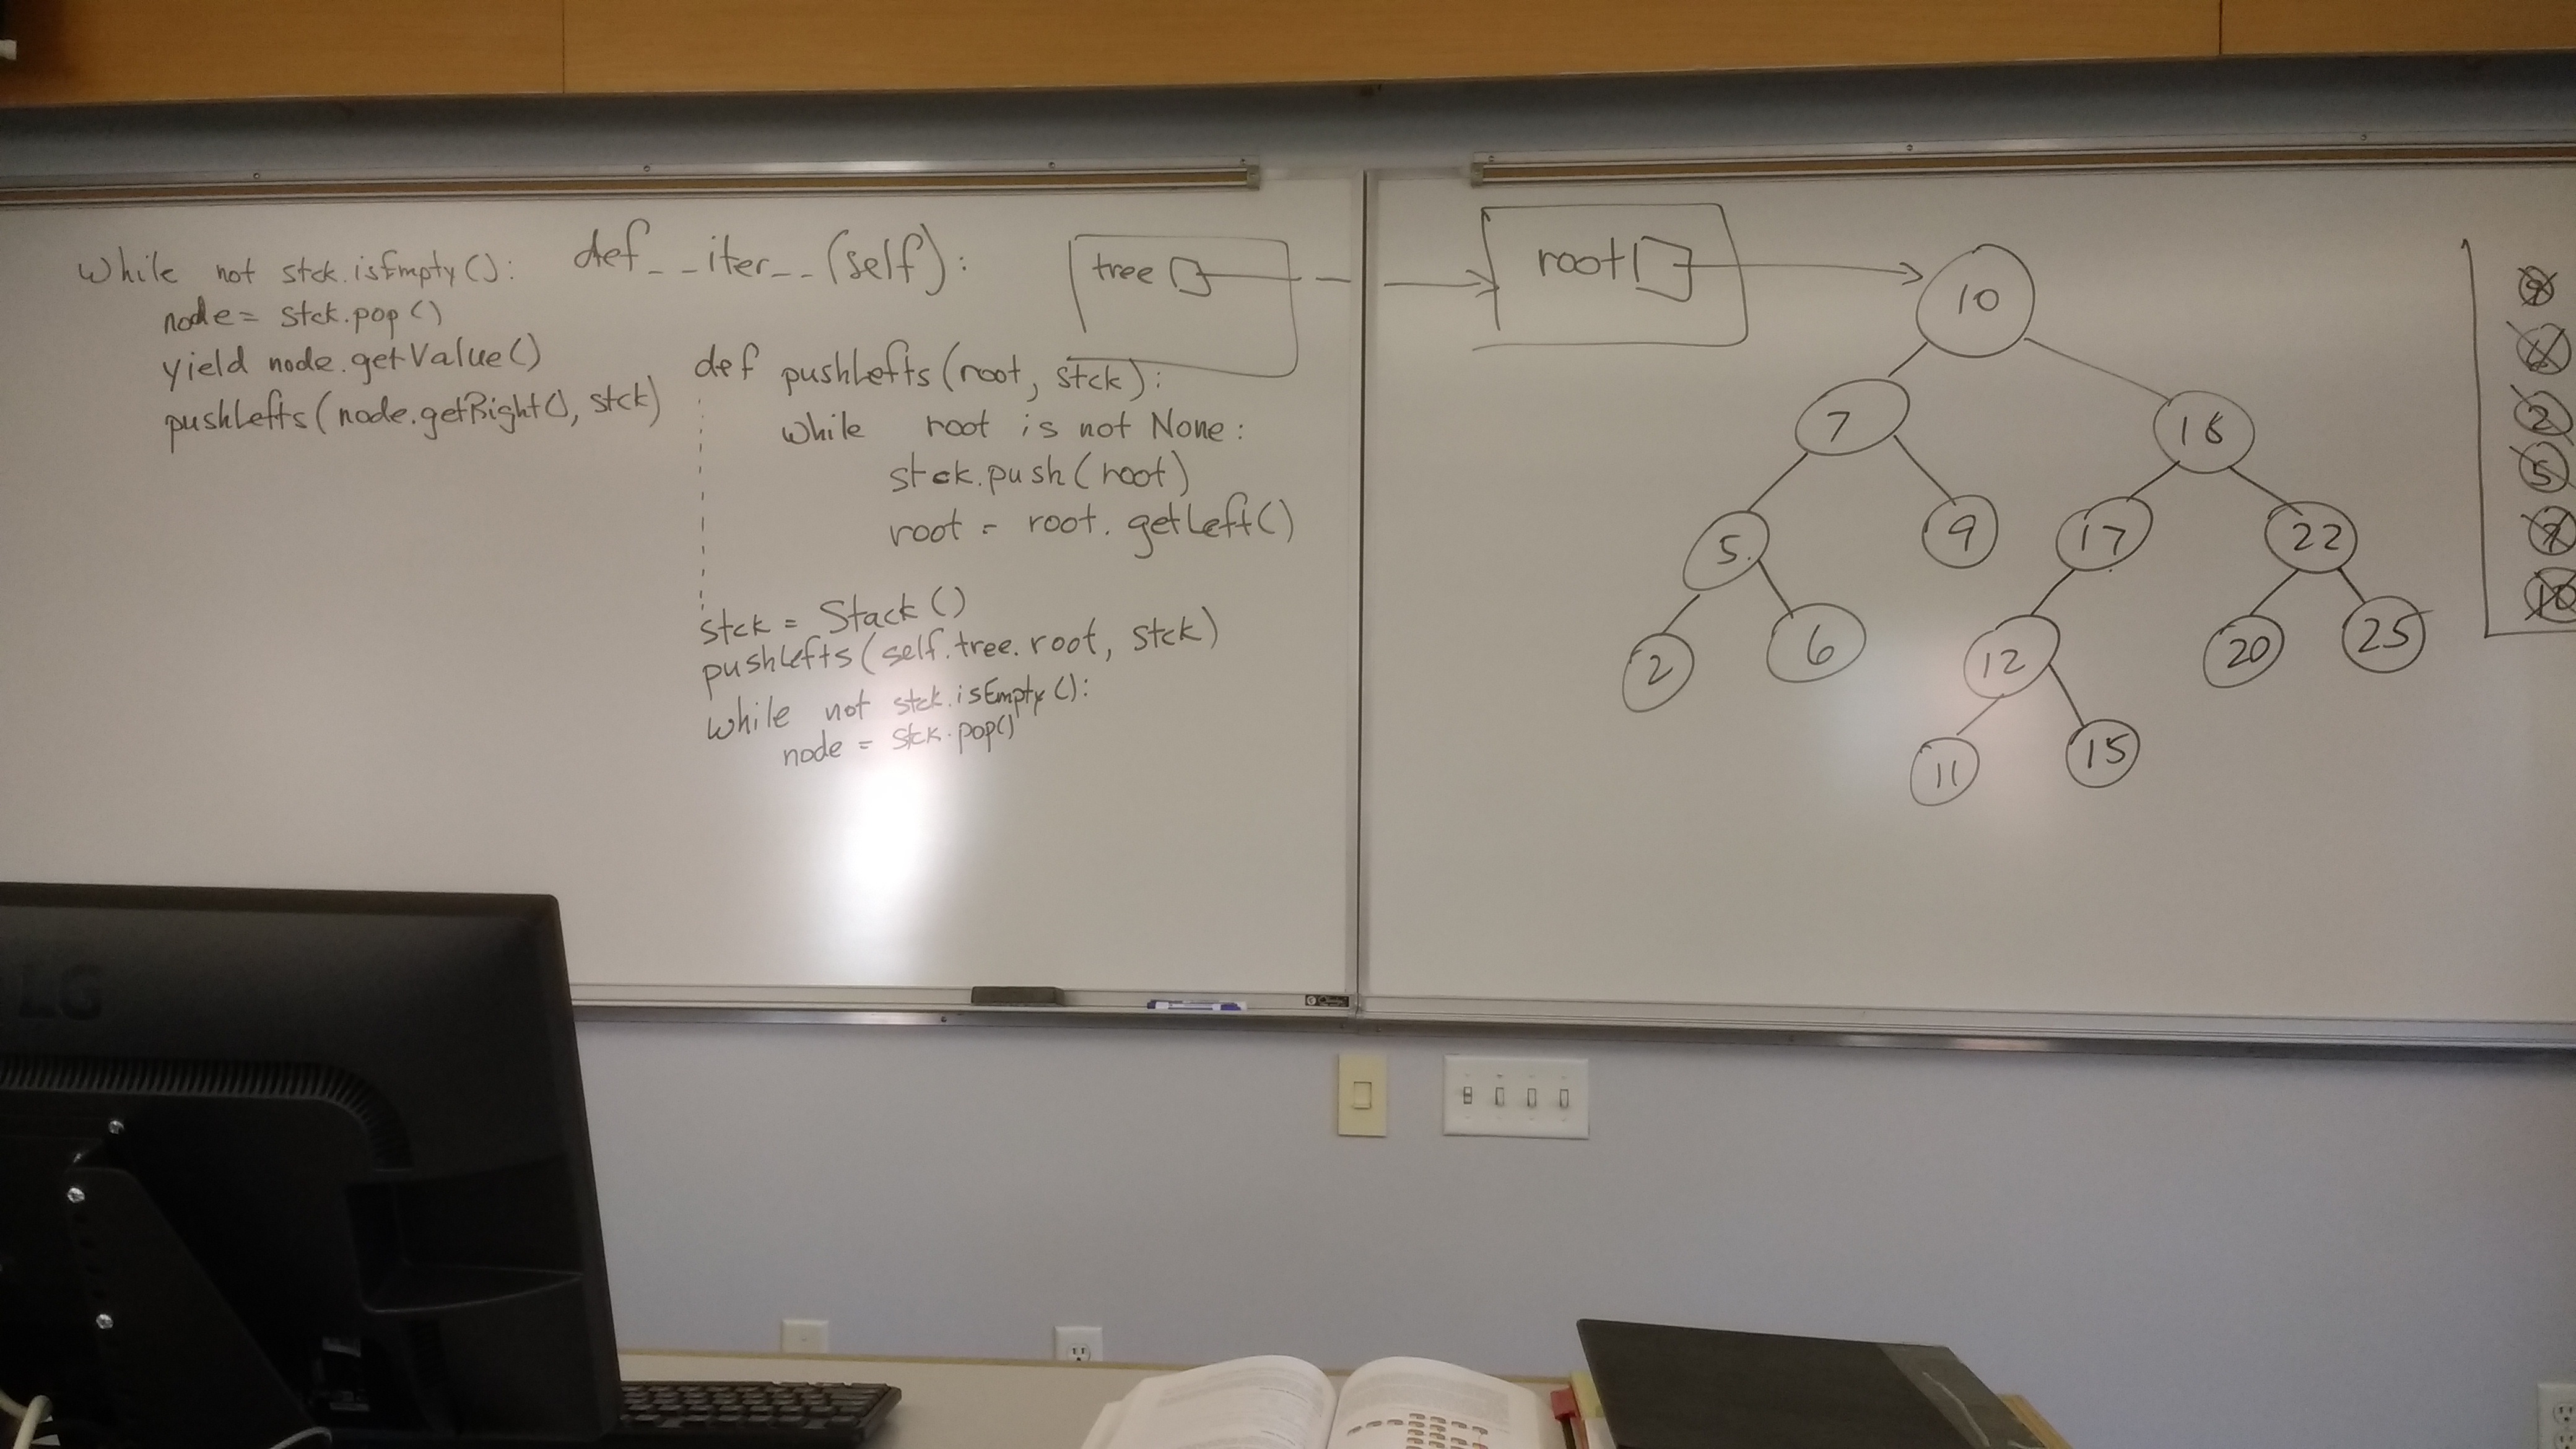 while not stck.isEmpty():
node = stck.pop()
yield node.getValue()
pushLefts(node.getRight(), stck)
def __iter__(self):
def pushLefts(root, stck):
while root is not None:
stck.push(root)
root = root.getLeft()
stck = Stack()
pushLefts(self.tree.root, stck)
while not stck.isEmpty():
node = stck.pop()
tree
root
10
7
18
5
9
17
22
2
6
12
20
25
11
15
9
6
2
5
7
10
LG